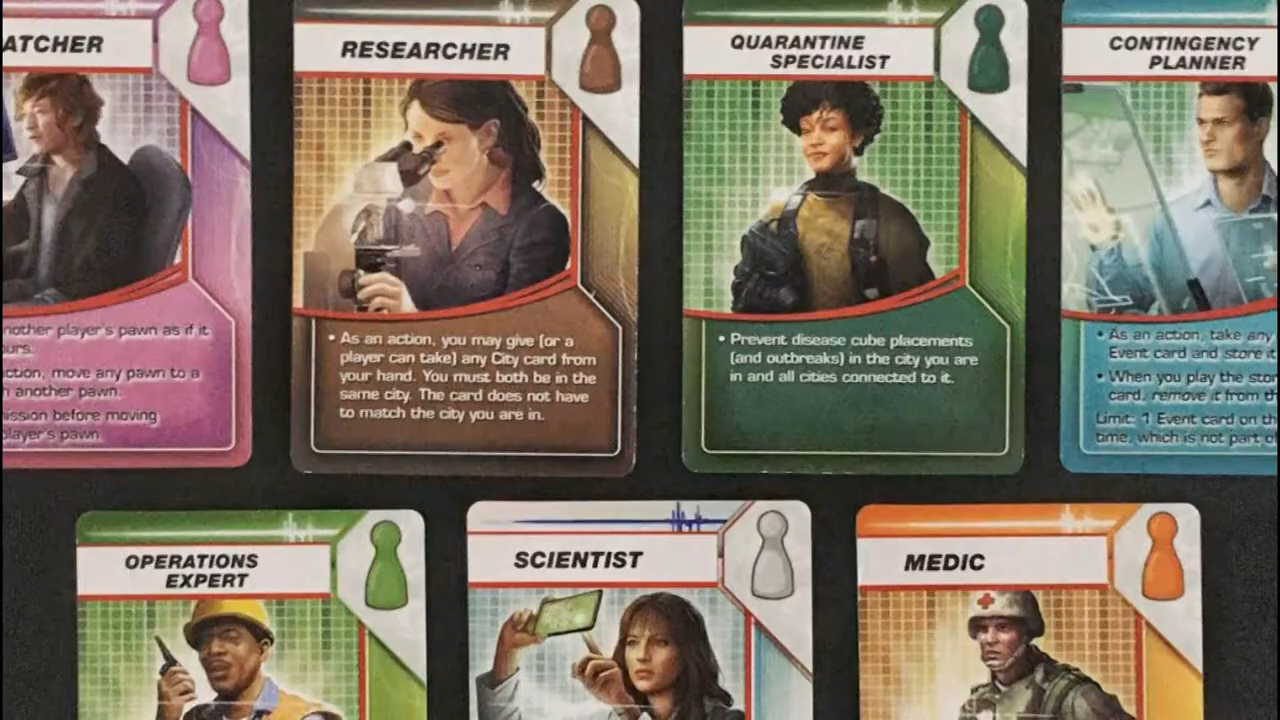 ATCHER
RESEARCHER
QUARANTINE
SPECIALIST
CONTINGENCY
PLANNER
nother player's pawn as if it
urs.
ction, move any pawn to a
another pawn.
ission before moving
player's pawn.
• As an action, you may give (or a
player can take) any City card from
your hand. You must both be in the
same city. The card does not have
to match the city you are in.
• Prevent disease cube placements
(and outbreaks) in the city you are
in and all cities connected to it.
• As an action, take any
Event card and store it
• When you play the stor
card, remove it from th
Limit: 1 Event card on th
time, which is not part o
OPERATIONS
EXPERT
SCIENTIST
MEDIC